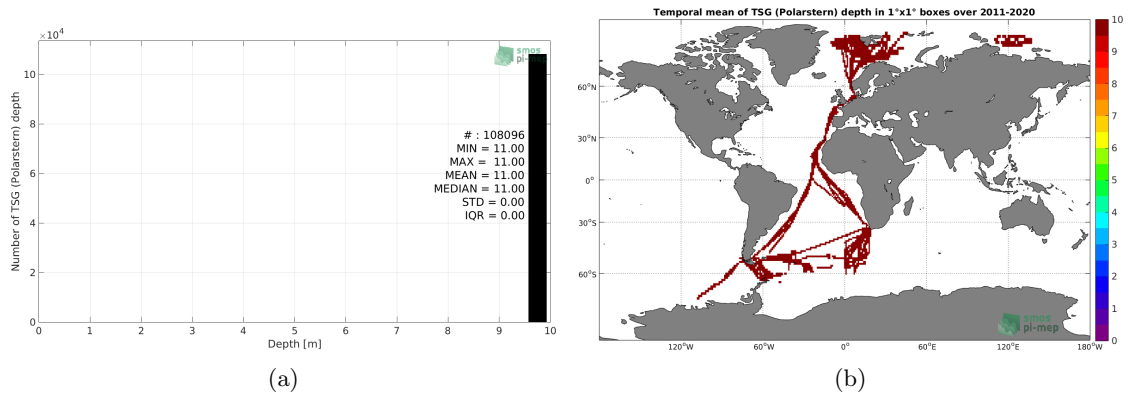 ×10⁴
smos
pi-mep
10
8
6
4
2
0
Number of TSG (Polarstern) depth
# : 108096
MIN = 11.00
MAX = 11.00
MEAN = 11.00
MEDIAN = 11.00
STD = 0.00
IQR = 0.00
0 1 2 3 4 5 6 7 8 9 10
Depth [m]
(a)
Temporal mean of TSG (Polarstern) depth in 1°x1° boxes over 2011-2020
60°N
30°N
0°
30°S
60°S
120°W 60°W 0° 60°E 120°E 180°W
smos
pi-mep
10
9
8
7
6
5
4
3
2
1
0
(b)